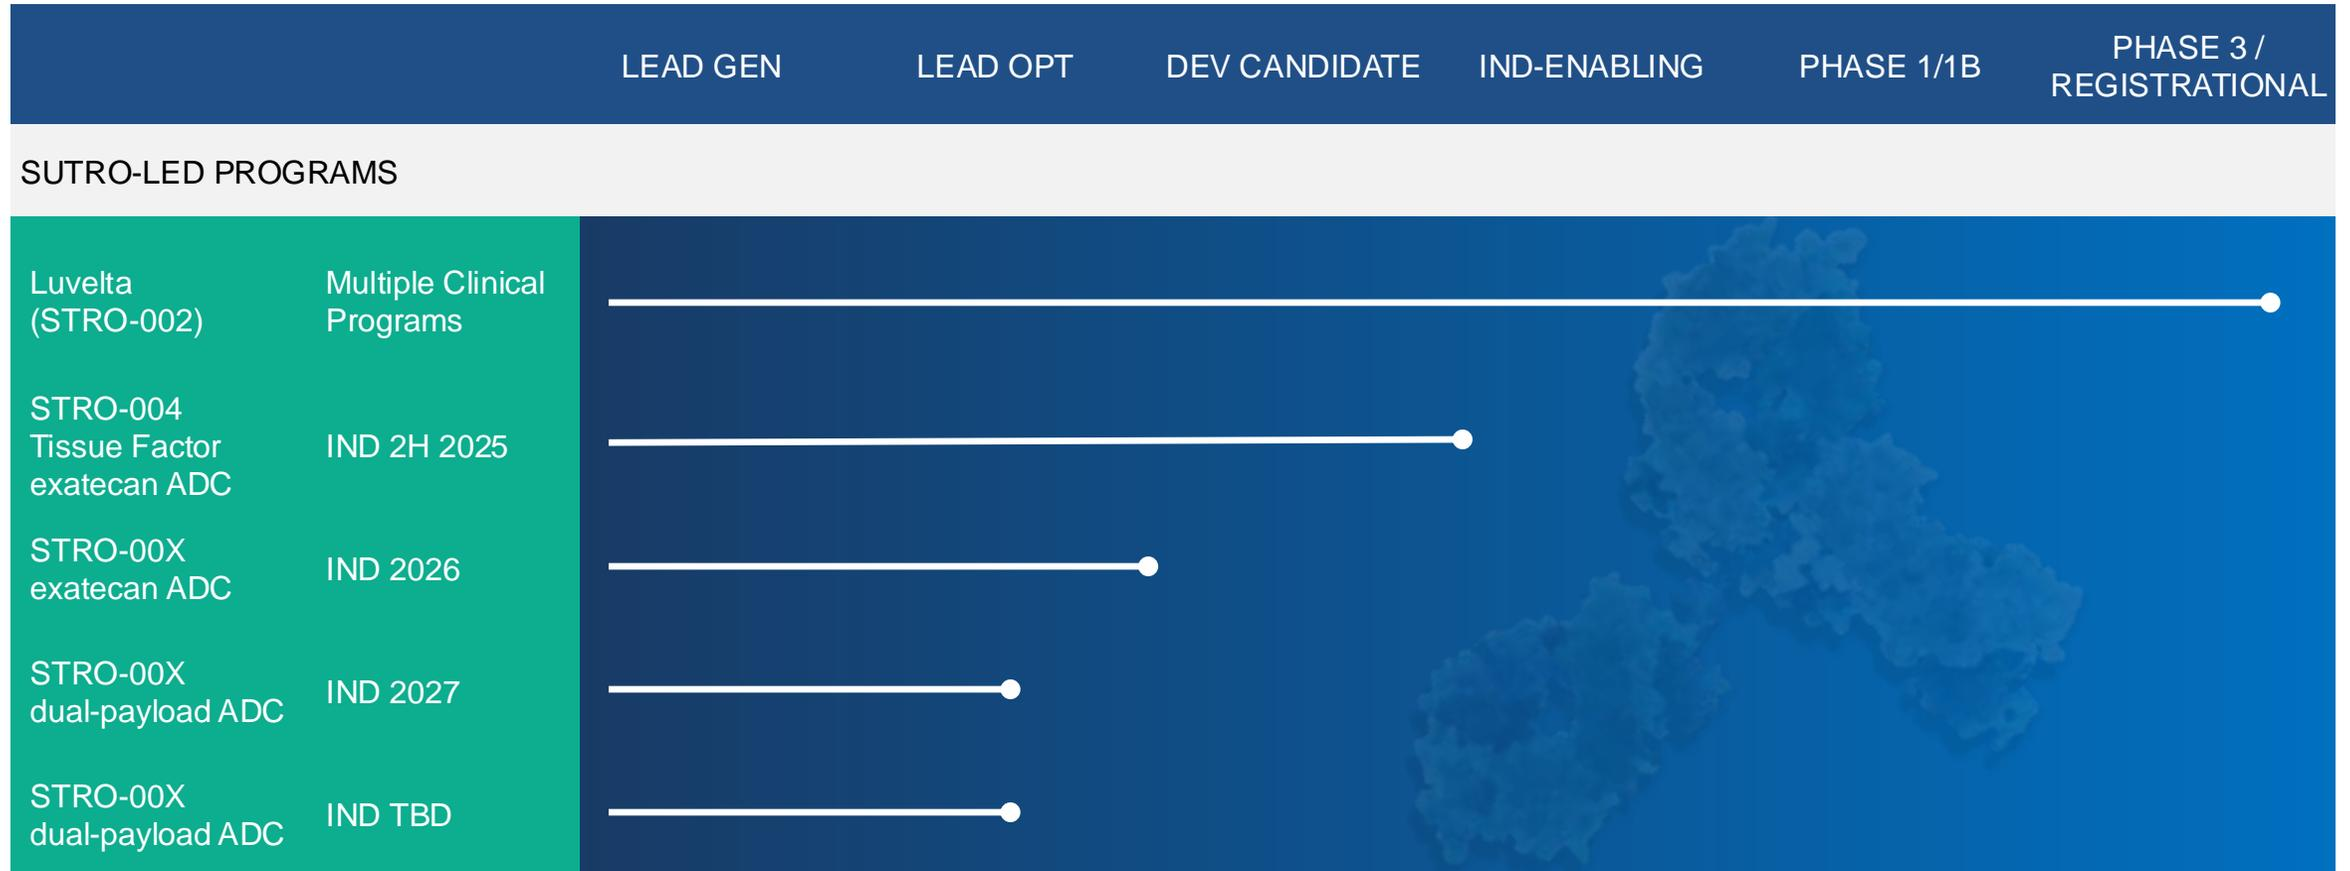 LEAD GEN
LEAD OPT
DEV CANDIDATE
IND-ENABLING
PHASE 1/1B
PHASE 3 /
REGISTRATIONAL
SUTRO-LED PROGRAMS
Luvelta
(STRO-002)
Multiple Clinical
Programs
STRO-004
Tissue Factor
exatecan ADC
IND 2H 2025
STRO-00X
exatecan ADC
IND 2026
STRO-00X
dual-payload ADC
IND 2027
STRO-00X
dual-payload ADC
IND TBD